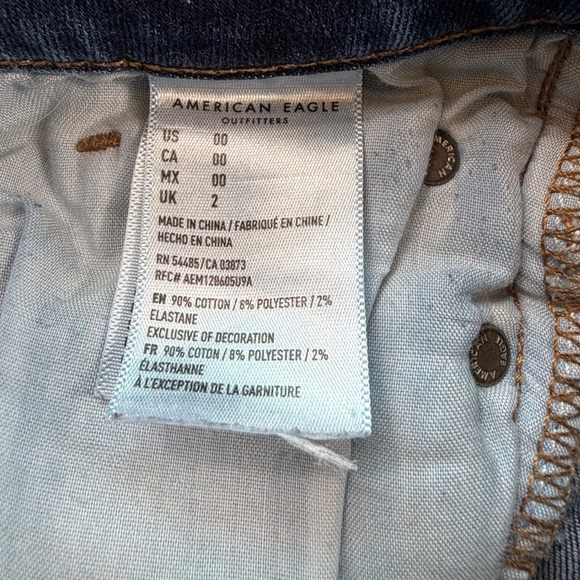 AMERICAN EAGLE
OUTFITTERS
US 00
CA 00
MX 00
UK 2
MADE IN CHINA / FABRIQUÉ EN CHINE /
HECHO EN CHINA
RN 54485/CA 03873
RFC# AEM128605U9A
EN 90% COTTON / 8% POLYESTER / 2%
ELASTANE
EXCLUSIVE OF DECORATION
FR 90% COTON / 8% POLYESTER / 2%
ÉLASTHANNE
À L'EXCEPTION DE LA GARNITURE
AMERICAN
AMERICAN